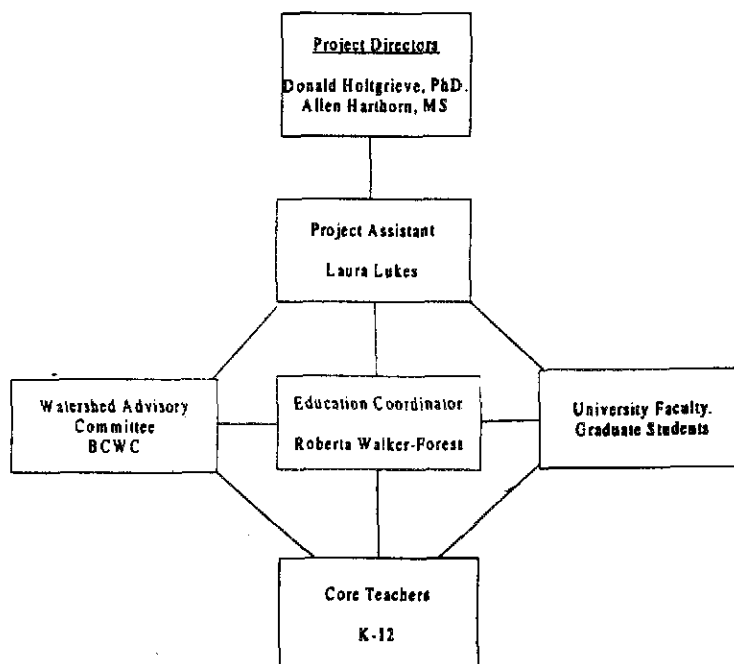 Project Directors
Donald Holtgrieve, PhD.
Allen Harthorn, MS
Project Assistant
Laura Lukes
Watershed Advisory
Committee
BCWC
Education Coordinator
Roberta Walker-Forest
University Faculty.
Graduate Students
Core Teachers
K-12